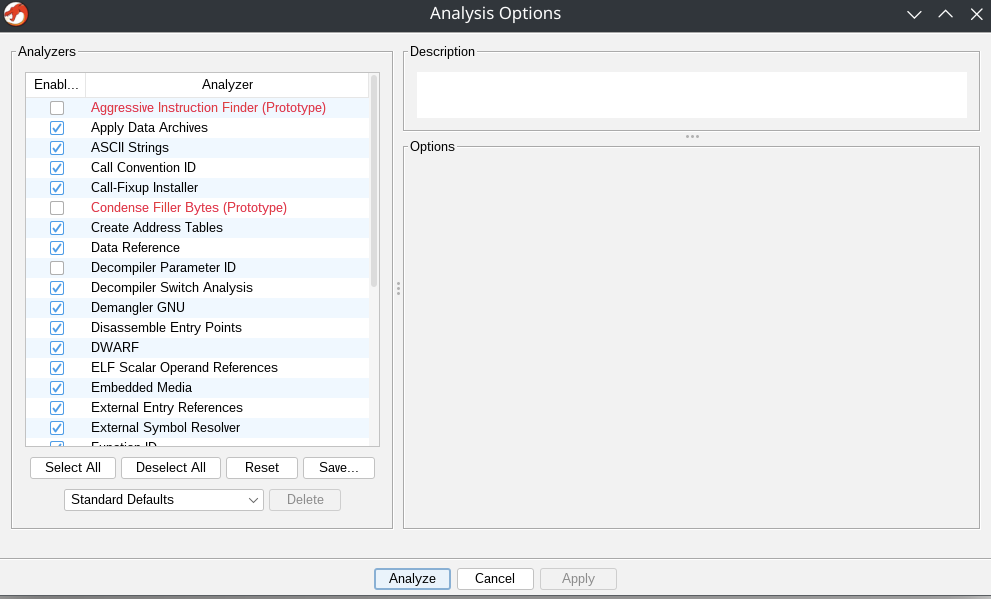 Analysis Options
Analyzers
Enabl... Analyzer
Aggressive Instruction Finder (Prototype)
Apply Data Archives
ASCII Strings
Call Convention ID
Call-Fixup Installer
Condense Filler Bytes (Prototype)
Create Address Tables
Data Reference
Decompiler Parameter ID
Decompiler Switch Analysis
Demangler GNU
Disassemble Entry Points
DWARF
ELF Scalar Operand References
Embedded Media
External Entry References
External Symbol Resolver
Function ID
Select All Deselect All Reset Save...
Standard Defaults Delete
Description
Options
Analyze Cancel Apply